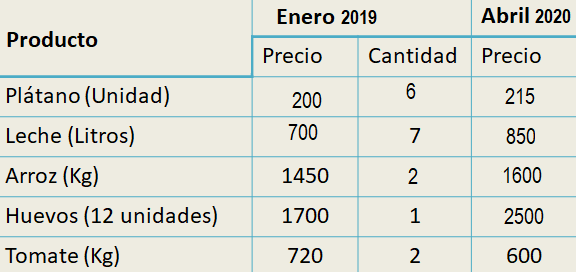 Producto Enero 2019 Abril 2020
Precio Cantidad Precio
Plátano (Unidad) 200 6 215
Leche (Litros) 700 7 850
Arroz (Kg) 1450 2 1600
Huevos (12 unidades) 1700 1 2500
Tomate (Kg) 720 2 600